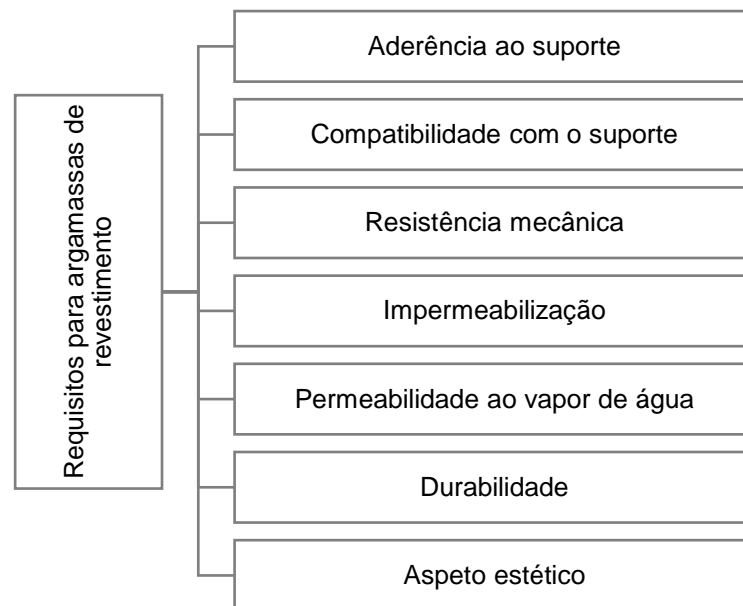 Requisitos para argamassas de
revestimento
Aderência ao suporte
Compatibilidade com o suporte
Resistência mecânica
Impermeabilização
Permeabilidade ao vapor de água
Durabilidade
Aspeto estético